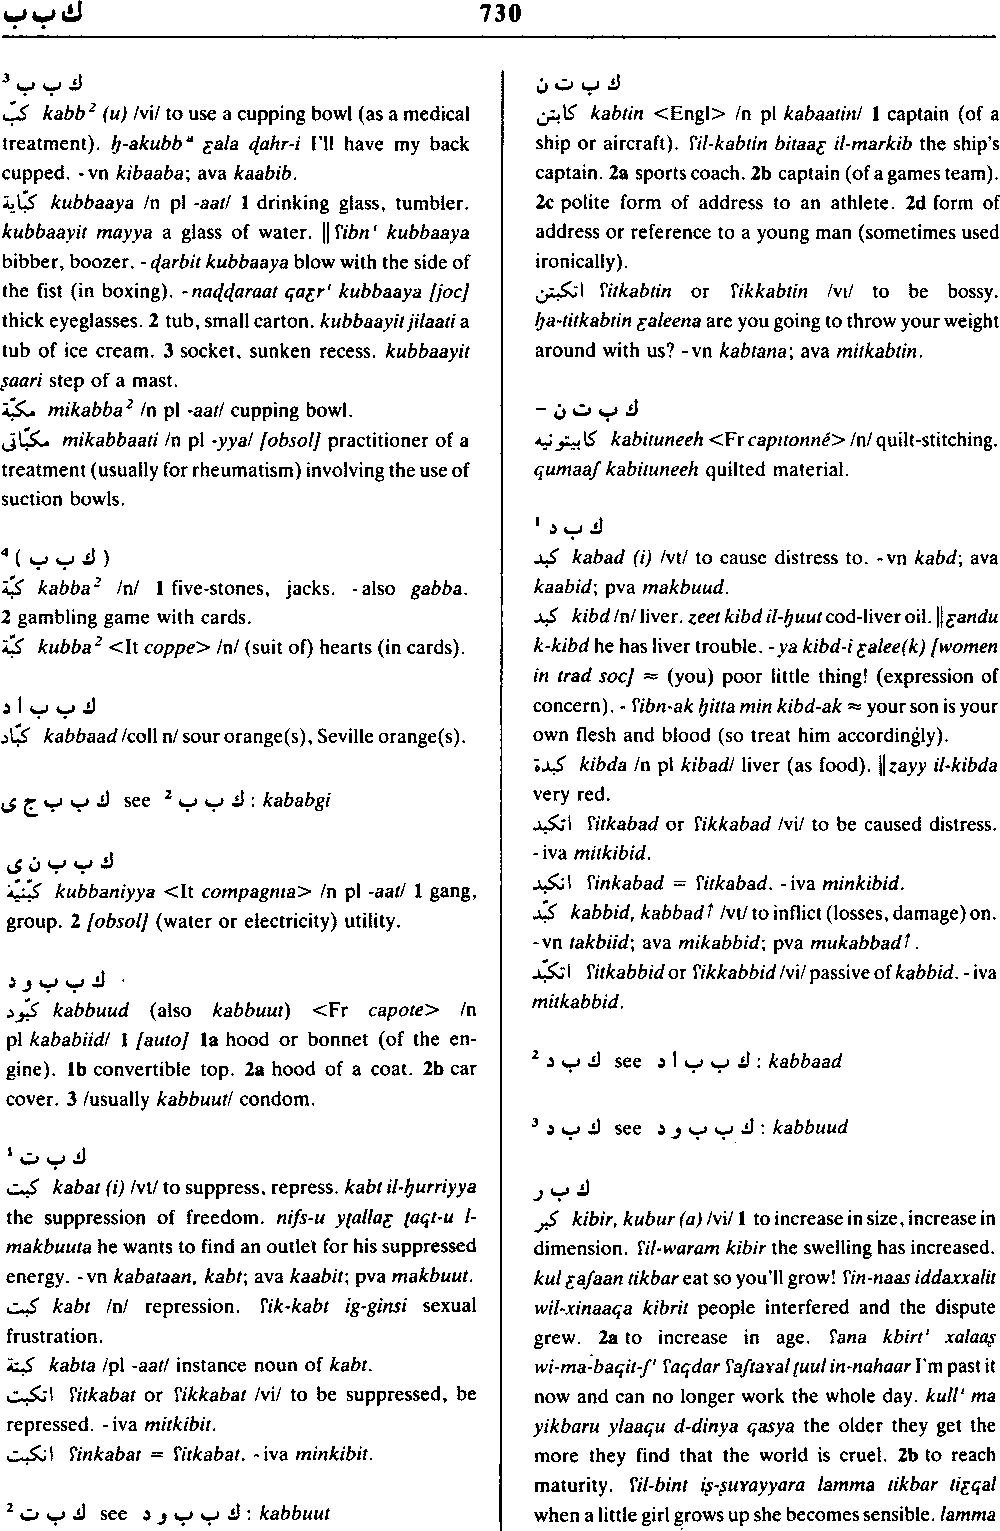 ك ب ب 730
ك ب ب ³
كبّ kabb² (u) /vi/ to use a cupping bowl (as a medical
treatment). ḥ-akubbᵘ ɛala ḍahr-i I'll have my back
cupped. -vn kibaaba; ava kaabib.
كبّاية kubbaaya /n pl -aat/ 1 drinking glass, tumbler.
kubbaayit mayya a glass of water. || ʕibnⁱ kubbaaya
bibber, boozer. - ḍarbit kubbaaya blow with the side of
the fist (in boxing). -naḍḍaraat qaɛrⁱ kubbaaya [joc]
thick eyeglasses. 2 tub, small carton. kubbaayit jilaati a
tub of ice cream. 3 socket, sunken recess. kubbaayit
ṣaari step of a mast.
مكبّة mikabba² /n pl -aat/ cupping bowl.
مكبّاتى mikabbaati /n pl -yya/ [obsol] practitioner of a
treatment (usually for rheumatism) involving the use of
suction bowls.
(ك ب ب) ⁴
كبّة kabba² /n/ 1 five-stones, jacks. -also gabba.
2 gambling game with cards.
كبّة kubba² <It coppe> /n/ (suit of) hearts (in cards).
ك ب ب ا د
كبّاد kabbaad /coll n/ sour orange(s), Seville orange(s).
ك ب ب ج ى see ك ب ب ² : kababgi
ك ب ب ن ى
كبّنيّة kubbaniyya <It compagnia> /n pl -aat/ 1 gang,
group. 2 [obsol] (water or electricity) utility.
ك ب ب و د
كبّود kabbuud (also kabbuut) <Fr capote> /n
pl kababiid/ 1 [auto] 1a hood or bonnet (of the en-
gine). 1b convertible top. 2a hood of a coat. 2b car
cover. 3 /usually kabbuut/ condom.
ك ب ت ¹
كبت kabat (i) /vt/ to suppress, repress. kabt il-ḥurriyya
the suppression of freedom. nifs-u yṭallaɛ ṭaqt-u l-
makbuuta he wants to find an outlet for his suppressed
energy. -vn kabataan, kabt; ava kaabit; pva makbuut.
كبت kabt /n/ repression. ʕik-kabt ig-ginsi sexual
frustration.
كبتة kabta /pl -aat/ instance noun of kabt.
اتكبت ʕitkabat or ʕikkabat /vi/ to be suppressed, be
repressed. -iva mitkibit.
انكبت ʕinkabat = ʕitkabat. -iva minkibit.
ك ب ت ² see ك ب ب و د : kabbuut
ك ب ت ن
كابتن kabtin <Engl> /n pl kabaatin/ 1 captain (of a
ship or aircraft). ʕil-kabtin bitaaɛ il-markib the ship's
captain. 2a sports coach. 2b captain (of a games team).
2c polite form of address to an athlete. 2d form of
address or reference to a young man (sometimes used
ironically).
اتكبتن ʕitkabtin or ʕikkabtin /vi/ to be bossy.
ḥa-titkabtin ɛaleena are you going to throw your weight
around with us? -vn kabtana; ava mitkabtin.
ك ب ت ن –
كابيتونيه kabituneeh <Fr capitonné> /n/ quilt-stitching.
qumaaʃ kabituneeh quilted material.
ك ب د ¹
كبد kabad (i) /vt/ to cause distress to. -vn kabd; ava
kaabid; pva makbuud.
كبد kibd /n/ liver. zeet kibd il-ḥuut cod-liver oil. || ɛandu
k-kibd he has liver trouble. -ya kibd-i ɛalee(k) [women
in trad soc] ≈ (you) poor little thing! (expression of
concern). - ʕibn-ak ḥitta min kibd-ak ≈ your son is your
own flesh and blood (so treat him accordingly).
كبدة kibda /n pl kibad/ liver (as food). || zayy il-kibda
very red.
اتكبد ʕitkabad or ʕikkabad /vi/ to be caused distress.
-iva mitkibid.
انكبد ʕinkabad = ʕitkabad. -iva minkibid.
كبّد kabbid, kabbad↑ /vt/ to inflict (losses, damage) on.
-vn takbiid; ava mikabbid; pva mukabbad↑.
اتكبّد ʕitkabbid or ʕikkabbid /vi/ passive of kabbid. -iva
mitkabbid.
ك ب د ² see ك ب ب ا د : kabbaad
ك ب د ³ see ك ب ب و د : kabbuud
ك ب ر
كبر kibir, kubur (a) /vi/ 1 to increase in size, increase in
dimension. ʕil-waram kibir the swelling has increased.
kul ɛaʃaan tikbar eat so you'll grow! ʕin-naas iddaxxalit
wil-xinaaqa kibrit people interfered and the dispute
grew. 2a to increase in age. ʕana kbirtⁱ xalaaṣ
wi-ma-baqit-ʃⁱ ʕaqdar ʕaʃtaɣal ṭuul in-nahaar I'm past it
now and can no longer work the whole day. kullⁱ ma
yikbaru ylaaqu d-dinya qasya the older they get the
more they find that the world is cruel. 2b to reach
maturity. ʕil-bint iṣ-ṣuɣayyara lamma tikbar tiɛqal
when a little girl grows up she becomes sensible. lamma